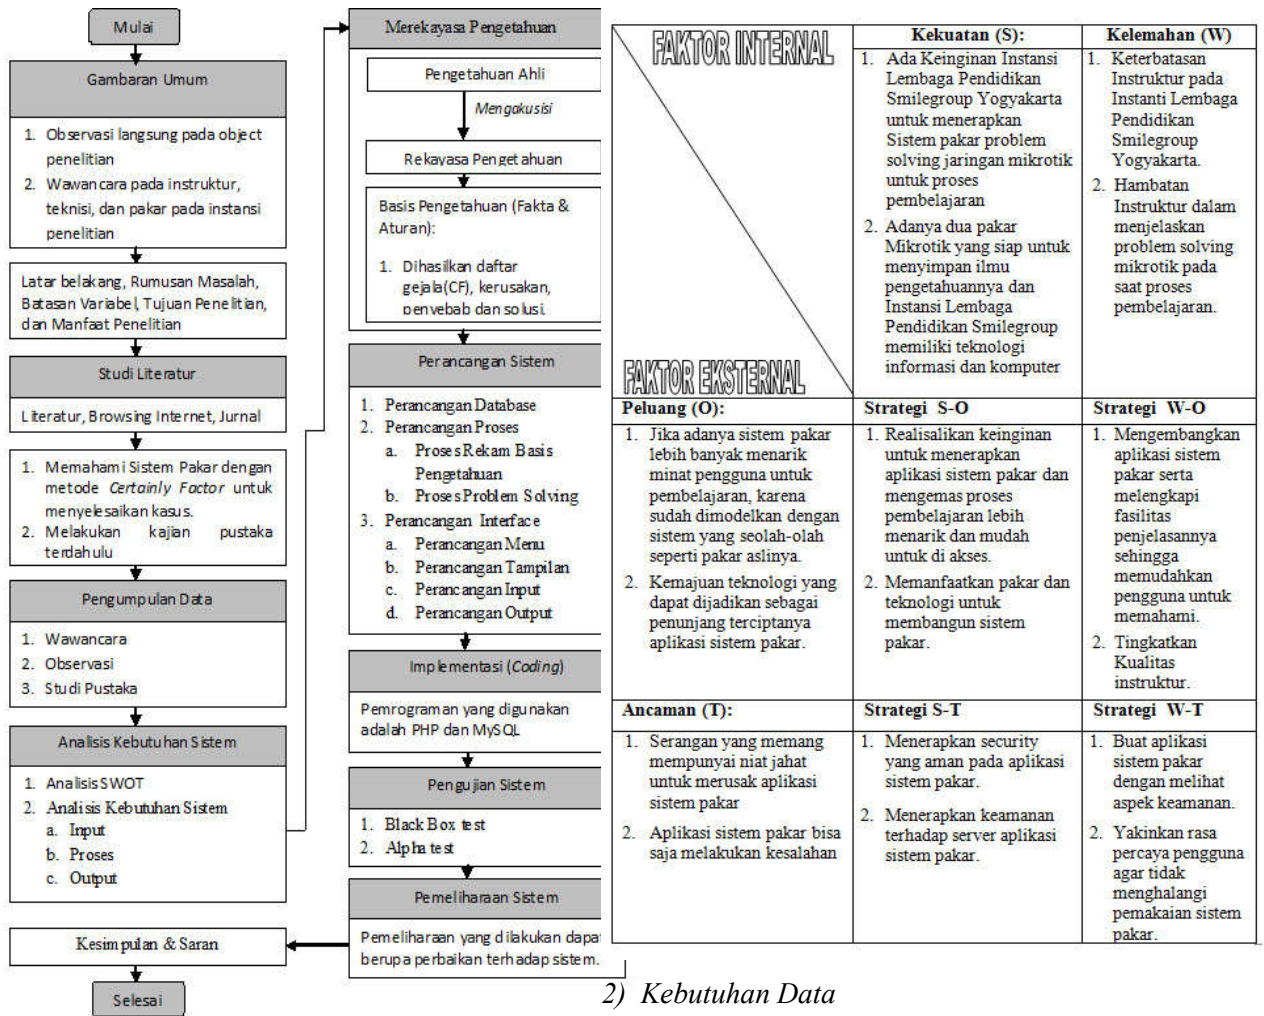 Mulai
Gambaran Umum
1. Observasi langsung pada object
penelitian
2. Wawancara pada instruktur,
teknisi, dan pakar pada instansi
penelitian
Latar belakang, Rumusan Masalah,
Batasan Variabel, Tujuan Penelitian,
dan Manfaat Penelitian
Studi Literatur
Literatur, Browsing Internet, Jurnal
1. Memahami Sistem Pakar dengan
metode Certainly Factor untuk
menyelesaikan kasus.
2. Melakukan kajian pustaka
terdahulu
Pengumpulan Data
1. Wawancara
2. Observasi
3. Studi Pustaka
Analisis Kebutuhan Sistem
1. Analisis SWOT
2. Analisis Kebutuhan Sistem
a. Input
b. Proses
c. Output
Kesimpulan & Saran
Selesai
Merekayasa Pengetahuan
Pengetahuan Ahli
Mengakusisi
Rekayasa Pengetahuan
Basis Pengetahuan (Fakta &
Aturan):
1. Dihasilkan daftar
gejala(CF), kerusakan,
penyebab dan solusi.
Perancangan Sistem
1. Perancangan Database
2. Perancangan Proses
a. Proses Rekam Basis
Pengetahuan
b. Proses Problem Solving
3. Perancangan Interface
a. Perancangan Menu
b. Perancangan Tampilan
c. Perancangan Input
d. Perancangan Output
Implementasi (Coding)
Pemrograman yang digunakan
adalah PHP dan MySQL
Pengujian Sistem
1. Black Box test
2. Alpha test
Pemeliharaan Sistem
Pemeliharaan yang dilakukan dapat
berupa perbaikan terhadap sistem.
FAKTOR INTERNAL
FAKTOR EKSTERNAL
Kekuatan (S):
1. Ada Keinginan Instansi
Lembaga Pendidikan
Smilegroup Yogyakarta
untuk menerapkan
Sistem pakar problem
solving jaringan mikrotik
untuk proses
pembelajaran
2. Adanya dua pakar
Mikrotik yang siap untuk
menyimpan ilmu
pengetahuannya dan
Instansi Lembaga
Pendidikan Smilegroup
memiliki teknologi
informasi dan komputer
Kelemahan (W)
1. Keterbatasan
Instruktur pada
Instanti Lembaga
Pendidikan
Smilegroup
Yogyakarta.
2. Hambatan
Instruktur dalam
menjelaskan
problem solving
mikrotik pada
saat proses
pembelajaran.
Peluang (O):
1. Jika adanya sistem pakar
lebih banyak menarik
minat pengguna untuk
pembelajaran, karena
sudah dimodelkan dengan
sistem yang seolah-olah
seperti pakar aslinya.
2. Kemajuan teknologi yang
dapat dijadikan sebagai
penunjang terciptanya
aplikasi sistem pakar.
Strategi S-O
1. Realisalikan keinginan
untuk menerapkan
aplikasi sistem pakar dan
mengemas proses
pembelajaran lebih
menarik dan mudah
untuk di akses.
2. Memanfaatkan pakar dan
teknologi untuk
membangun sistem
pakar.
Strategi W-O
1. Mengembangkan
aplikasi sistem
pakar serta
melengkapi
fasilitas
penjelasannya
sehingga
memudahkan
pengguna untuk
memahami.
2. Tingkatkan
Kualitas
instruktur.
Ancaman (T):
1. Serangan yang memang
mempunyai niat jahat
untuk merusak aplikasi
sistem pakar
2. Aplikasi sistem pakar bisa
saja melakukan kesalahan
Strategi S-T
1. Menerapkan security
yang aman pada aplikasi
sistem pakar.
2. Menerapkan keamanan
terhadap server aplikasi
sistem pakar.
Strategi W-T
1. Buat aplikasi
sistem pakar
dengan melihat
aspek keamanan.
2. Yakinkan rasa
percaya pengguna
agar tidak
menghalangi
pemakaian sistem
pakar.
2) Kebutuhan Data